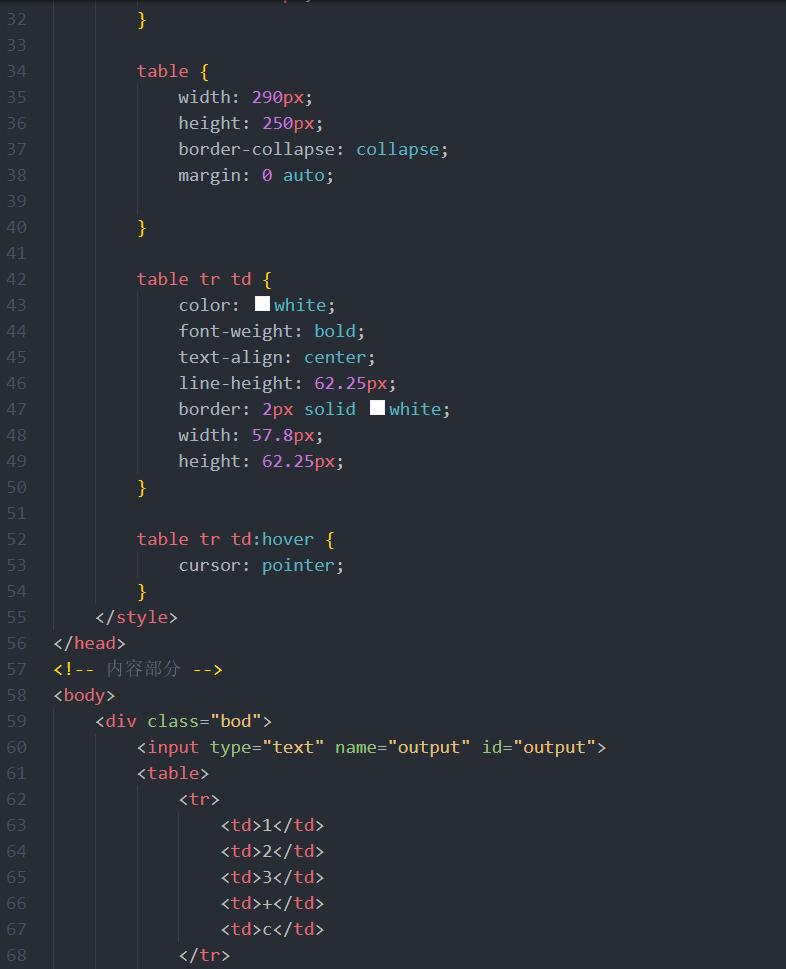 32 }
33
34 table {
35 width: 290px;
36 height: 250px;
37 border-collapse: collapse;
38 margin: 0 auto;
39
40 }
41
42 table tr td {
43 color: white;
44 font-weight: bold;
45 text-align: center;
46 line-height: 62.25px;
47 border: 2px solid white;
48 width: 57.8px;
49 height: 62.25px;
50 }
51
52 table tr td:hover {
53 cursor: pointer;
54 }
55 </style>
56 </head>
57 <!-- 内容部分 -->
58 <body>
59 <div class="bod">
60 <input type="text" name="output" id="output">
61 <table>
62 <tr>
63 <td>1</td>
64 <td>2</td>
65 <td>3</td>
66 <td>+</td>
67 <td>c</td>
68 </tr>